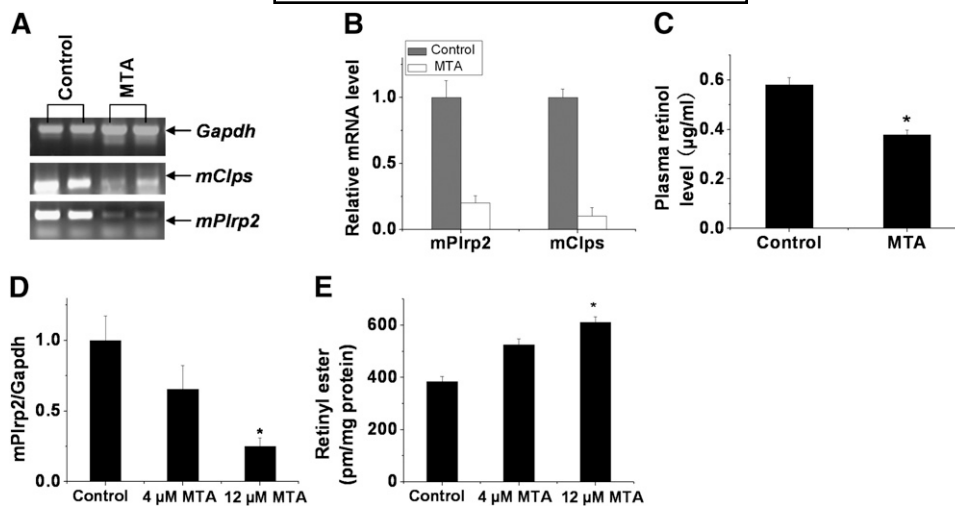 A
Control
MTA
Gapdh
mClps
mPlrp2
B
Relative mRNA level
1.0
0.5
0.0
Control
MTA
mPlrp2
mClps
C
Plasma retinol
level (µg/ml)
0.6
0.4
0.2
0.0
*
Control
MTA
D
mPlrp2/Gapdh
1.0
0.5
0.0
*
Control
4 µM MTA
12 µM MTA
E
Retinyl ester
(pm/mg protein)
600
400
200
0
*
Control
4 µM MTA
12 µM MTA